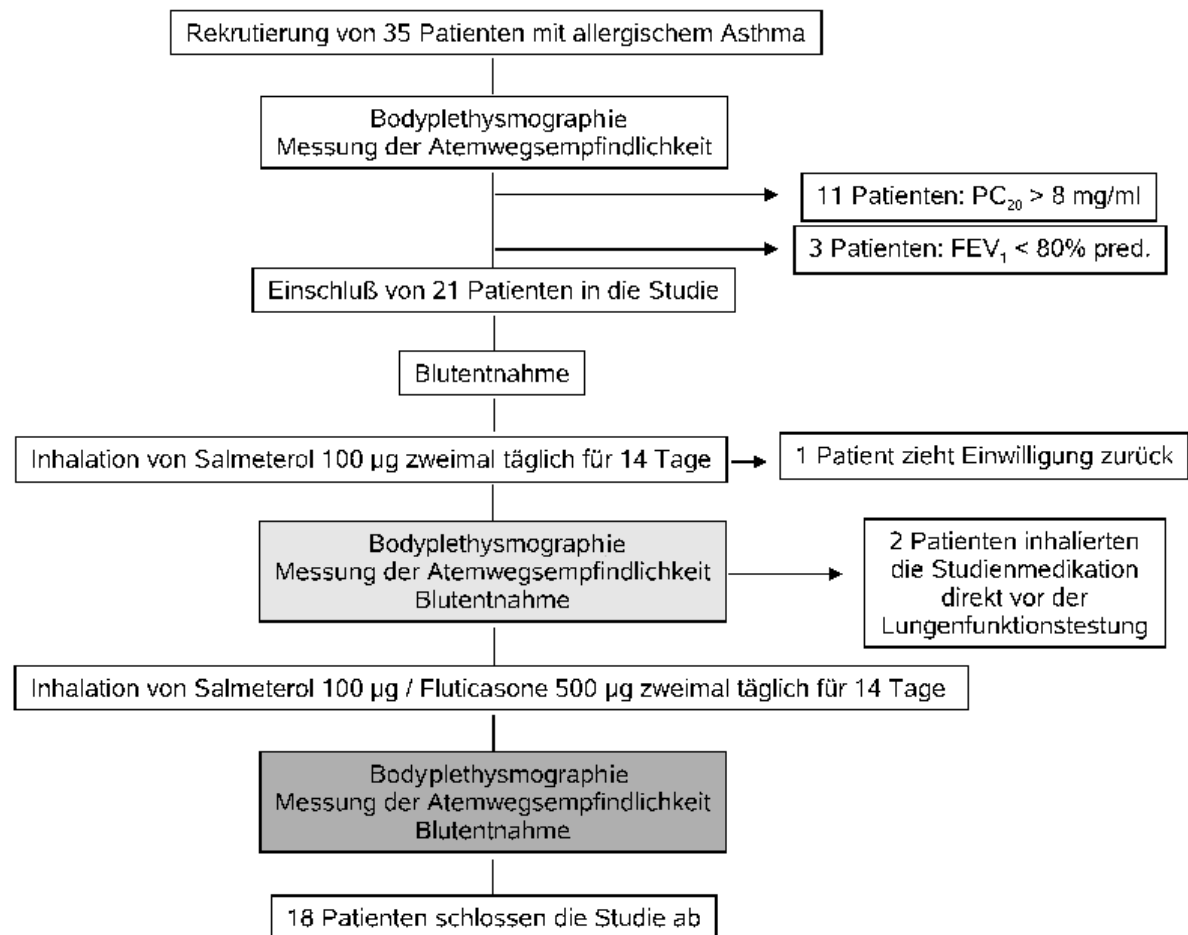 Rekrutierung von 35 Patienten mit allergischem Asthma
Bodyplethysmographie
Messung der Atemwegsempfindlichkeit
11 Patienten: PC₂₀ > 8 mg/ml
3 Patienten: FEV₁ < 80% pred.
Einschluß von 21 Patienten in die Studie
Blutentnahme
Inhalation von Salmeterol 100 µg zweimal täglich für 14 Tage
1 Patient zieht Einwilligung zurück
Bodyplethysmographie
Messung der Atemwegsempfindlichkeit
Blutentnahme
2 Patienten inhalierten
die Studienmedikation
direkt vor der
Lungenfunktionstestung
Inhalation von Salmeterol 100 µg / Fluticasone 500 µg zweimal täglich für 14 Tage
Bodyplethysmographie
Messung der Atemwegsempfindlichkeit
Blutentnahme
18 Patienten schlossen die Studie ab